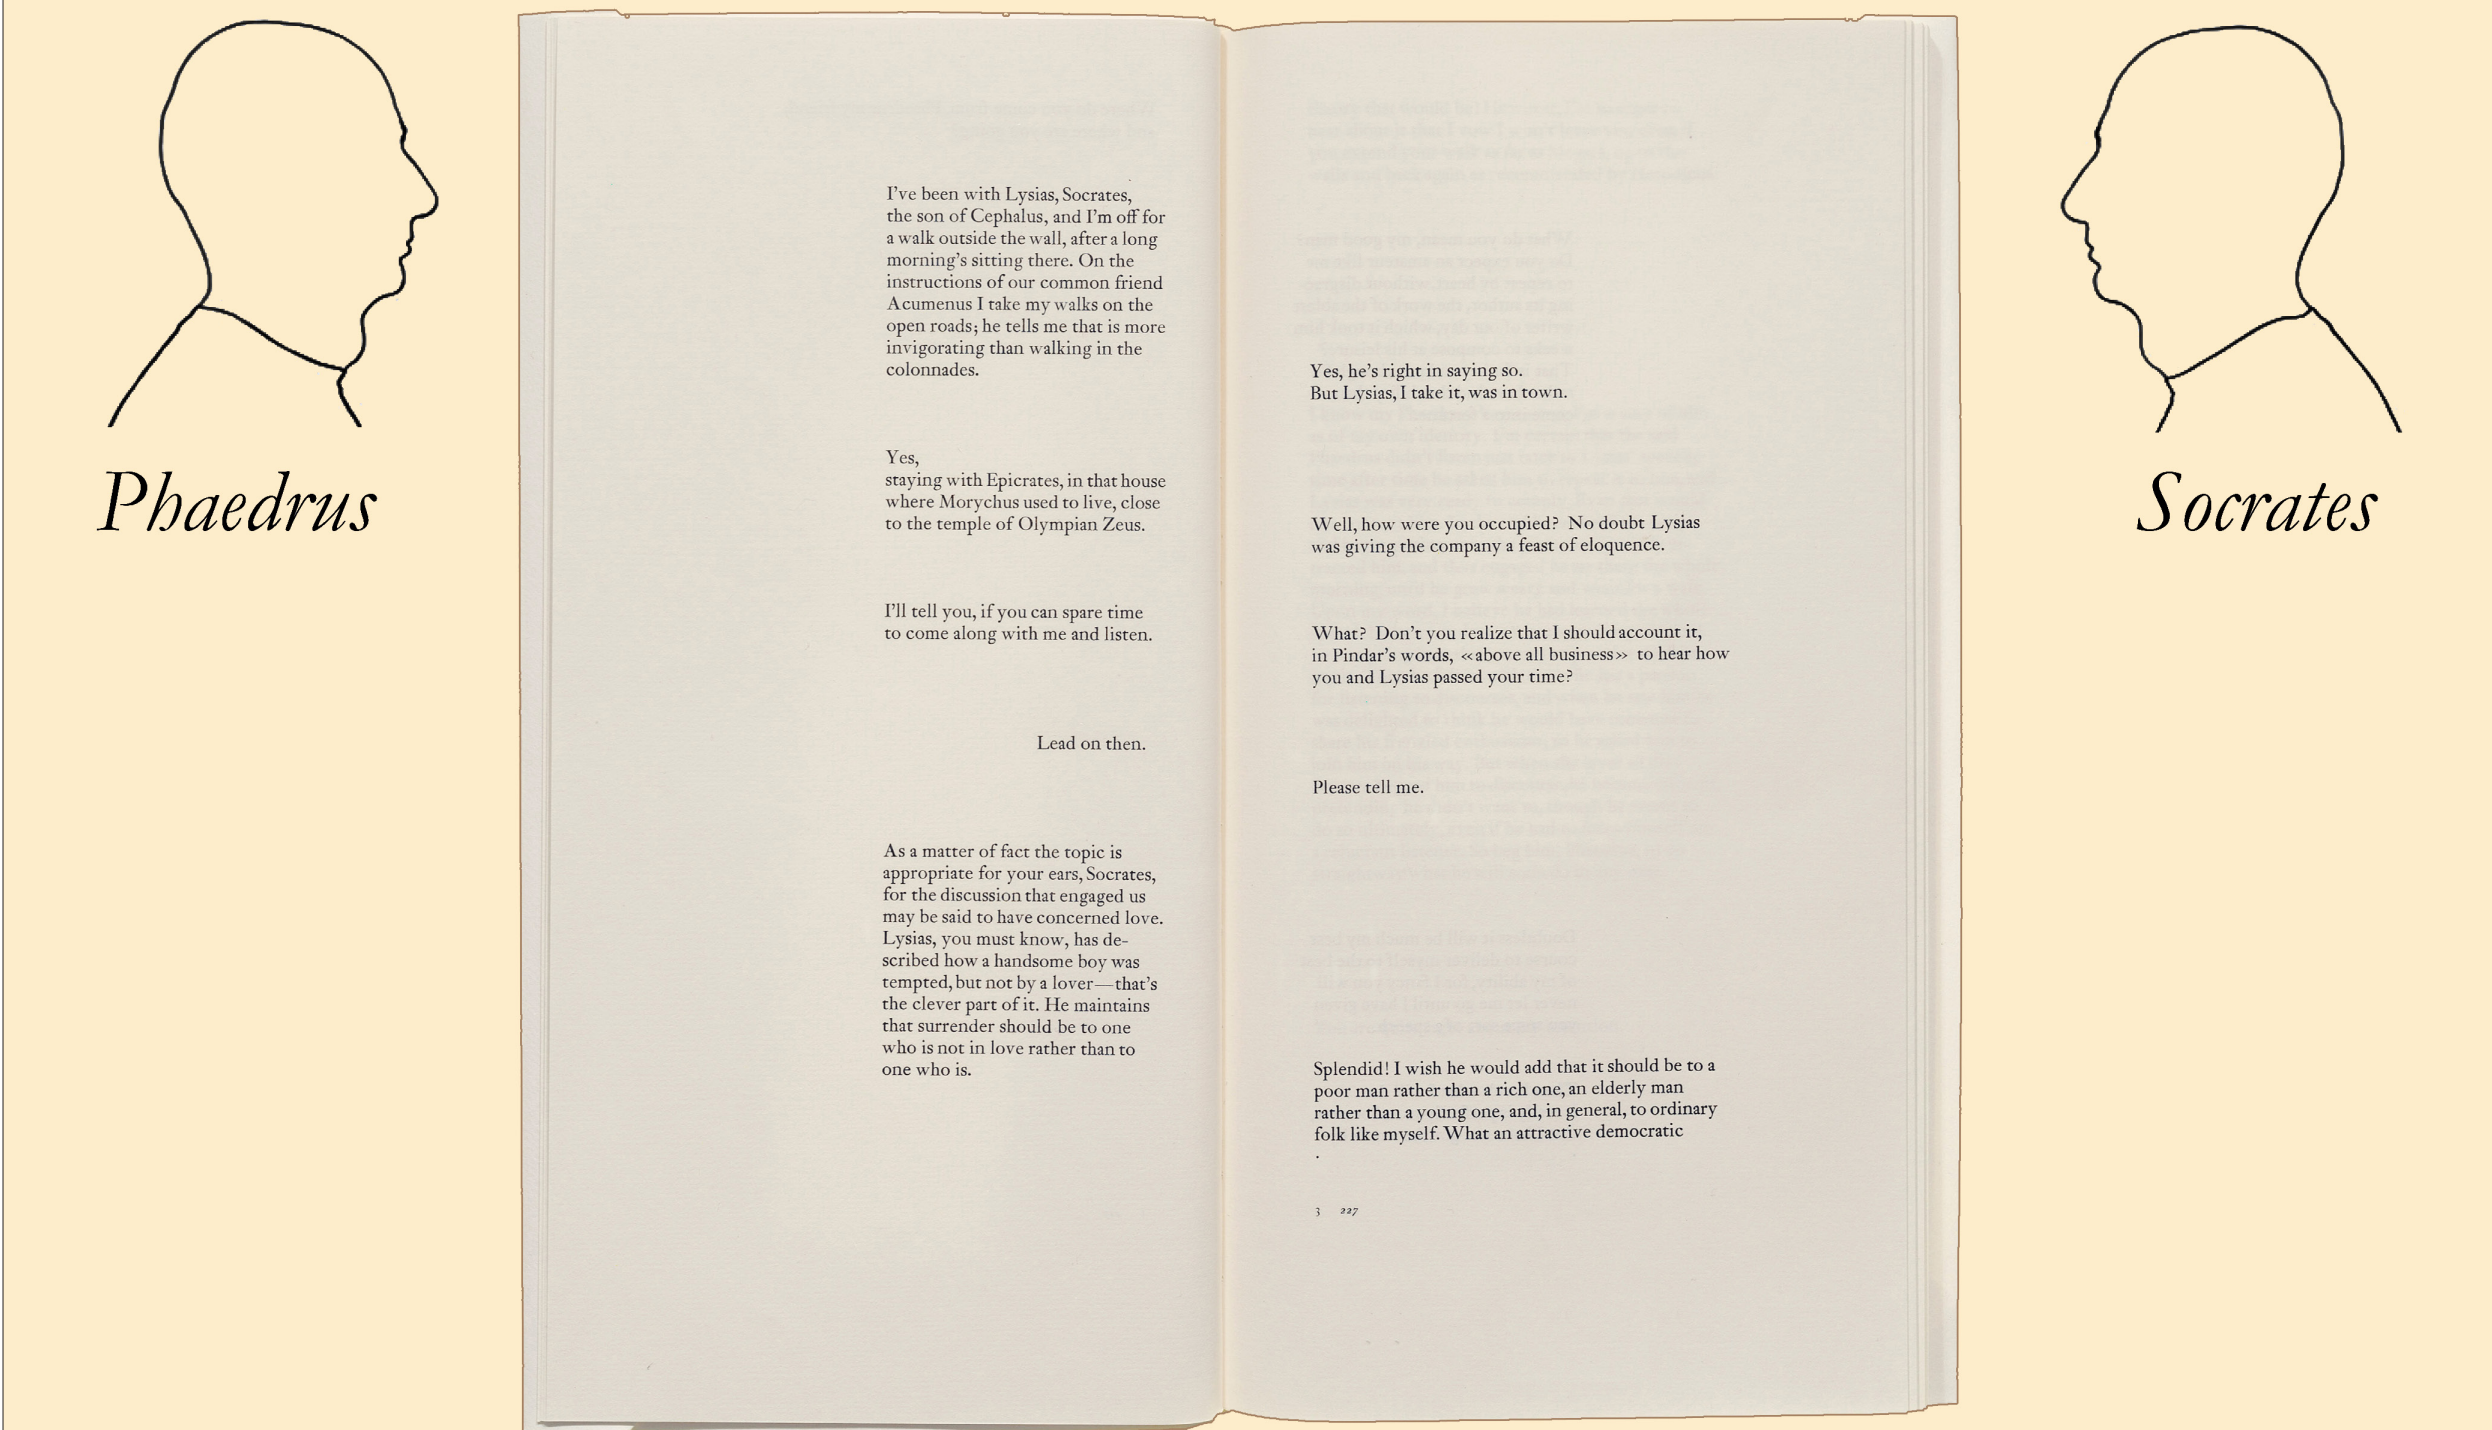 Phaedrus
Socrates
I've been with Lysias, Socrates,
the son of Cephalus, and I'm off for
a walk outside the wall, after a long
morning's sitting there. On the
instructions of our common friend
Acumenus I take my walks on the
open roads; he tells me that is more
invigorating than walking in the
colonnades.
Yes, he's right in saying so.
But Lysias, I take it, was in town.
Yes,
staying with Epicrates, in that house
where Morychus used to live, close
to the temple of Olympian Zeus.
Well, how were you occupied? No doubt Lysias
was giving the company a feast of eloquence.
I'll tell you, if you can spare time
to come along with me and listen.
What? Don't you realize that I should account it,
in Pindar's words, «above all business» to hear how
you and Lysias passed your time?
Lead on then.
Please tell me.
As a matter of fact the topic is
appropriate for your ears, Socrates,
for the discussion that engaged us
may be said to have concerned love.
Lysias, you must know, has de-
scribed how a handsome boy was
tempted, but not by a lover—that's
the clever part of it. He maintains
that surrender should be to one
who is not in love rather than to
one who is.
Splendid! I wish he would add that it should be to a
poor man rather than a rich one, an elderly man
rather than a young one, and, in general, to ordinary
folk like myself. What an attractive democratic
.
3 227